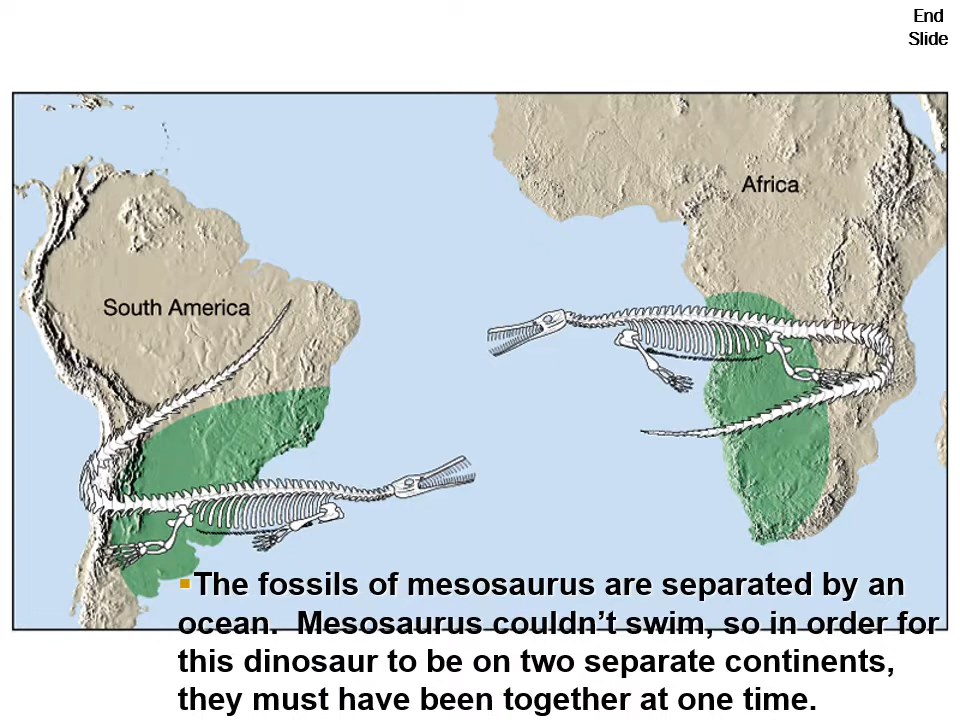 End
Slide
Africa
South America
▪The fossils of mesosaurus are separated by an
ocean.  Mesosaurus couldn’t swim, so in order for
this dinosaur to be on two separate continents,
they must have been together at one time.